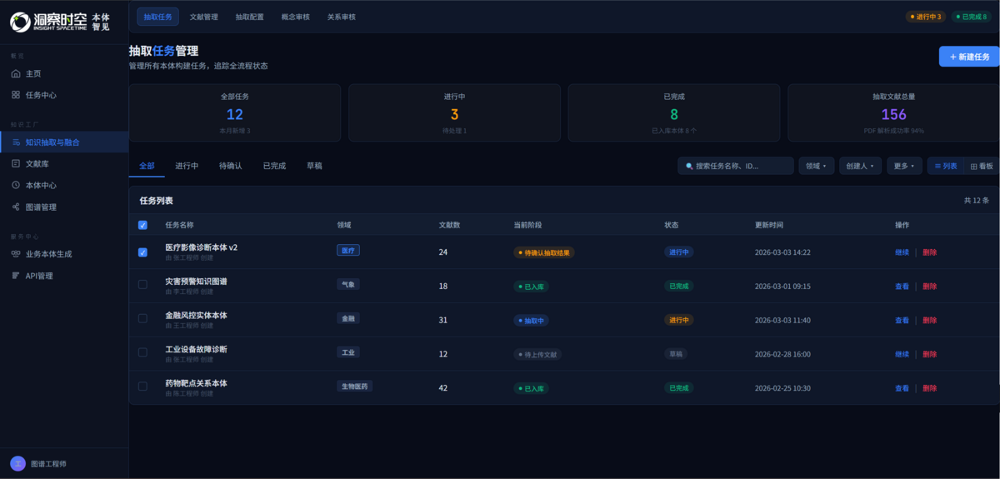 洞察时空 本体智见
INSIGHT SPACETIME
概览
主页
任务中心
知识工厂
知识抽取与融合
文献库
本体中心
图谱管理
服务中心
业务本体生成
API管理
工 图谱工程师
抽取任务 文献管理 抽取配置 概念审核 关系审核 进行中 3 已完成 8
抽取任务管理
管理所有本体构建任务，追踪全流程状态
+ 新建任务
全部任务
12
本月新增 3
进行中
3
待处理 1
已完成
8
已入库本体 8 个
抽取文献总量
156
PDF 解析成功率 94%
全部 进行中 待确认 已完成 草稿 搜索任务名称、ID... 领域 创建人 更多 列表 看板
任务列表 共 12 条
任务名称 领域 文献数 当前阶段 状态 更新时间 操作
医疗影像诊断本体 v2 医疗 24 待确认抽取结果 进行中 2026-03-03 14:22 继续 | 删除
由 张工程师 创建
灾害预警知识图谱 气象 18 已入库 已完成 2026-03-01 09:15 查看 | 删除
由 李工程师 创建
金融风控实体本体 金融 31 抽取中 进行中 2026-03-03 11:40 查看 | 删除
由 王工程师 创建
工业设备故障诊断 工业 12 待上传文献 草稿 2026-02-28 16:00 继续 | 删除
由 张工程师 创建
药物靶点关系本体 生物医药 42 已入库 已完成 2026-02-25 10:30 查看 | 删除
由 陈工程师 创建